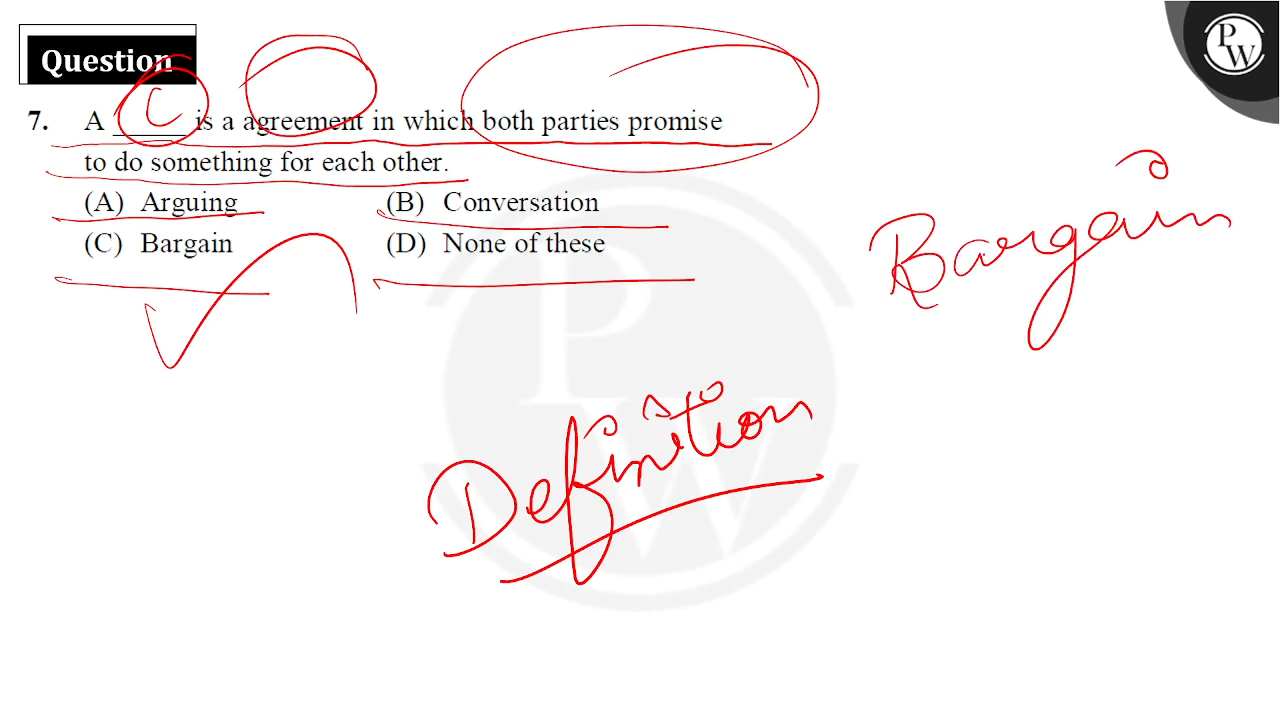 Question
P
W
7. A ______ is a agreement in which both parties promise
C
to do something for each other.
(A) Arguing (B) Conversation
(C) Bargain (D) None of these
Bargain
Definition
PW